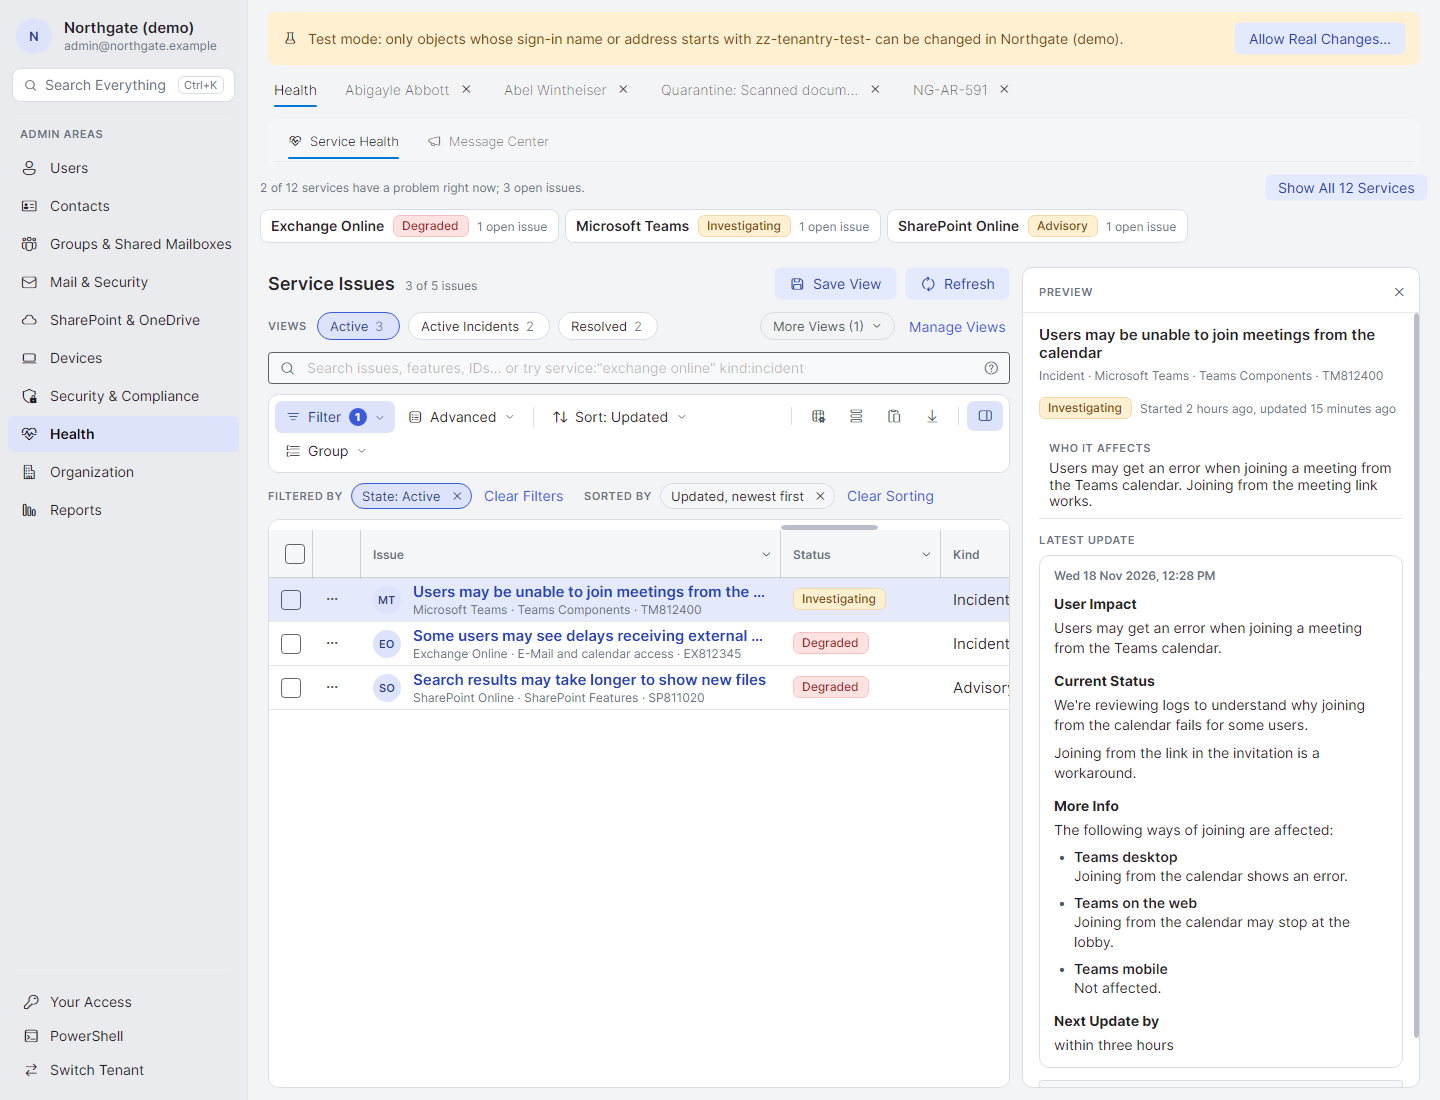 N
Northgate (demo)
admin@northgate.example
Search Everything
Ctrl+K
ADMIN AREAS
Users
Contacts
Groups & Shared Mailboxes
Mail & Security
SharePoint & OneDrive
Devices
Security & Compliance
Health
Organization
Reports
Your Access
PowerShell
Switch Tenant
Test mode: only objects whose sign-in name or address starts with zz-tenantry-test- can be changed in Northgate (demo).
Allow Real Changes...
Health
Abigayle Abbott
Abel Wintheiser
Quarantine: Scanned docum...
NG-AR-591
Service Health
Message Center
2 of 12 services have a problem right now; 3 open issues.
Show All 12 Services
Exchange Online Degraded 1 open issue
Microsoft Teams Investigating 1 open issue
SharePoint Online Advisory 1 open issue
Service Issues 3 of 5 issues
Save View
Refresh
VIEWS
Active 3
Active Incidents 2
Resolved 2
More Views (1)
Manage Views
Search issues, features, IDs... or try service:"exchange online" kind:incident
Filter 1
Advanced
Sort: Updated
Group
FILTERED BY
State: Active
Clear Filters
SORTED BY
Updated, newest first
Clear Sorting
Issue
Status
Kind
MT
Users may be unable to join meetings from the ...
Microsoft Teams · Teams Components · TM812400
Investigating
Incident
EO
Some users may see delays receiving external ...
Exchange Online · E-Mail and calendar access · EX812345
Degraded
Incident
SO
Search results may take longer to show new files
SharePoint Online · SharePoint Features · SP811020
Degraded
Advisory
PREVIEW
Users may be unable to join meetings from the
calendar
Incident · Microsoft Teams · Teams Components · TM812400
Investigating
Started 2 hours ago, updated 15 minutes ago
WHO IT AFFECTS
Users may get an error when joining a meeting from
the Teams calendar. Joining from the meeting link
works.
LATEST UPDATE
Wed 18 Nov 2026, 12:28 PM
User Impact
Users may get an error when joining a meeting
from the Teams calendar.
Current Status
We're reviewing logs to understand why joining
from the calendar fails for some users.
Joining from the link in the invitation is a
workaround.
More Info
The following ways of joining are affected:
• Teams desktop
Joining from the calendar shows an error.
• Teams on the web
Joining from the calendar may stop at the
lobby.
• Teams mobile
Not affected.
Next Update by
within three hours